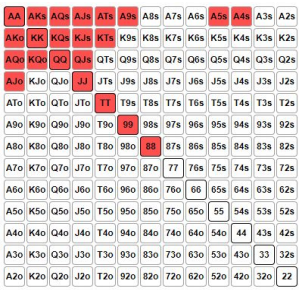 AA AKs AQs AJs ATs A9s A8s A7s A6s A5s A4s A3s A2s
AKo KK KQs KJs KTs K9s K8s K7s K6s K5s K4s K3s K2s
AQo KQo QQ QJs QTs Q9s Q8s Q7s Q6s Q5s Q4s Q3s Q2s
AJo KJo QJo JJ JTs J9s J8s J7s J6s J5s J4s J3s J2s
ATo KTo QTo JTo TT T9s T8s T7s T6s T5s T4s T3s T2s
A9o K9o Q9o J9o T9o 99 98s 97s 96s 95s 94s 93s 92s
A8o K8o Q8o J8o T8o 98o 88 87s 86s 85s 84s 83s 82s
A7o K7o Q7o J7o T7o 97o 87o 77 76s 75s 74s 73s 72s
A6o K6o Q6o J6o T6o 96o 86o 76o 66 65s 64s 63s 62s
A5o K5o Q5o J5o T5o 95o 85o 75o 65o 55 54s 53s 52s
A4o K4o Q4o J4o T4o 94o 84o 74o 64o 54o 44 43s 42s
A3o K3o Q3o J3o T3o 93o 83o 73o 63o 53o 43o 33 32s
A2o K2o Q2o J2o T2o 92o 82o 72o 62o 52o 42o 32o 22